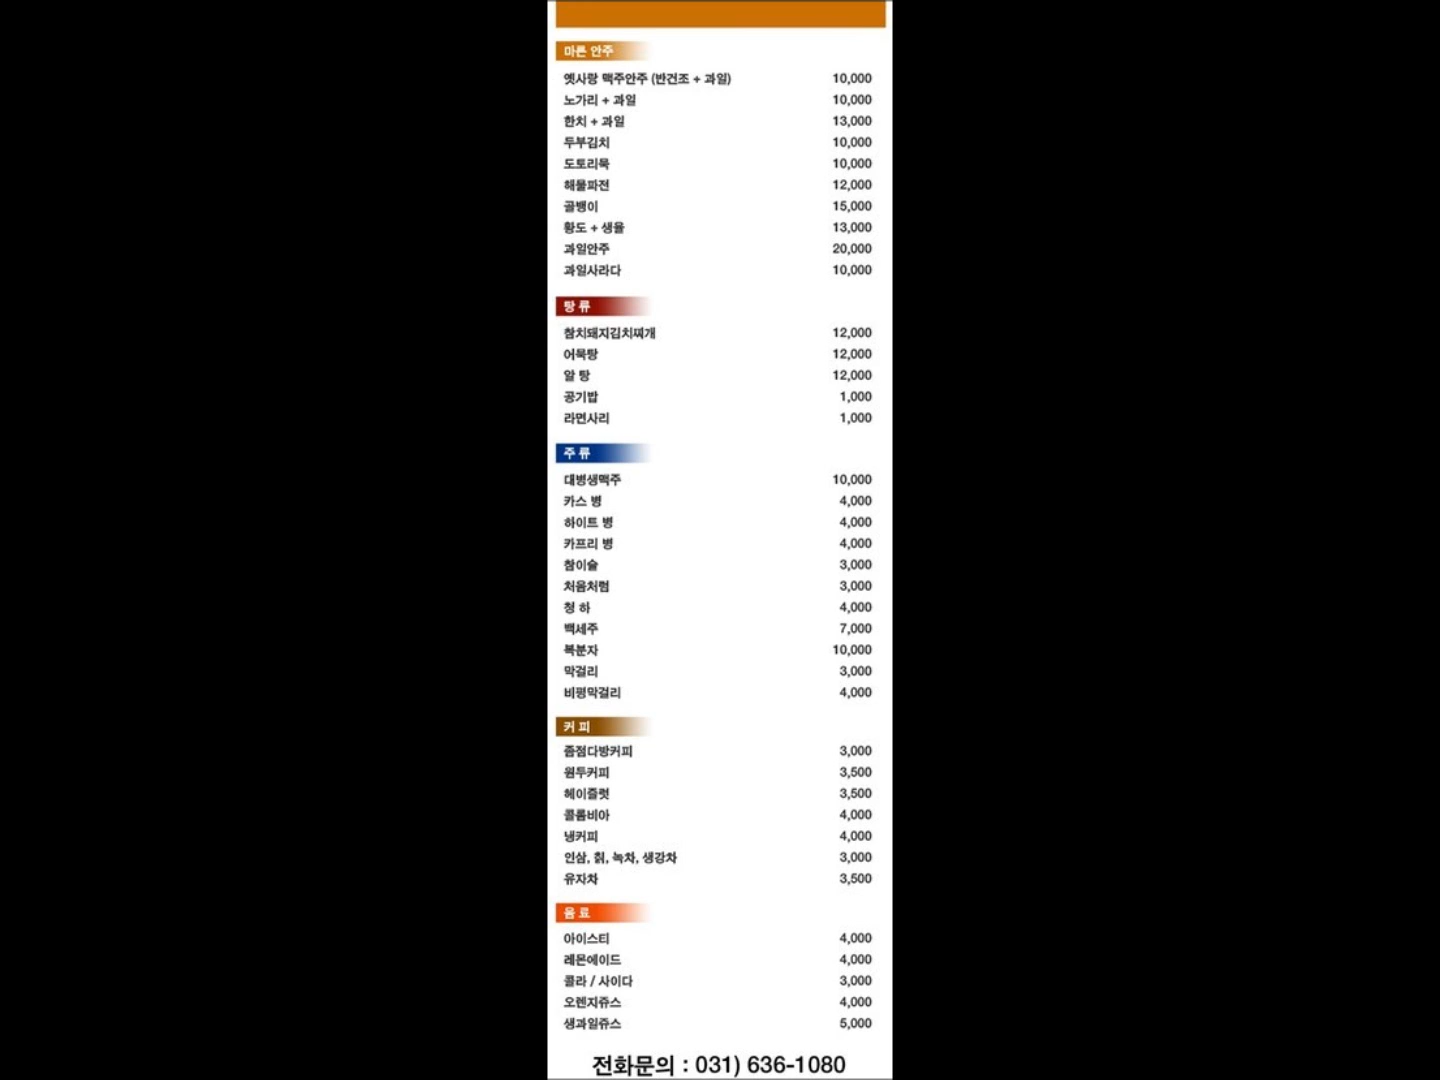 마른 안주
옛사랑 맥주안주 (반건조 + 과일) 10,000
노가리 + 과일 10,000
한치 + 과일 13,000
두부김치 10,000
도토리묵 10,000
해물파젼 12,000
골뱅이 15,000
황도 + 생율 13,000
과일안주 20,000
과일사라다 10,000
탕 류
참치돼지김치찌개 12,000
어묵탕 12,000
알 탕 12,000
공기밥 1,000
라면사리 1,000
주 류
대병생맥주 10,000
카스 병 4,000
하이트 병 4,000
카프리 병 4,000
참이슬 3,000
처음처럼 3,000
청 하 4,000
백세주 7,000
복분자 10,000
막걸리 3,000
비평막걸리 4,000
커 피
좀점다방커피 3,000
원두커피 3,500
헤이즐럿 3,500
콜롬비아 4,000
냉커피 4,000
인삼, 칡, 녹차, 생강차 3,000
유자차 3,500
음 료
아이스티 4,000
레몬에이드 4,000
콜라 / 사이다 3,000
오렌지쥬스 4,000
생과일쥬스 5,000
전화문의 : 031) 636-1080